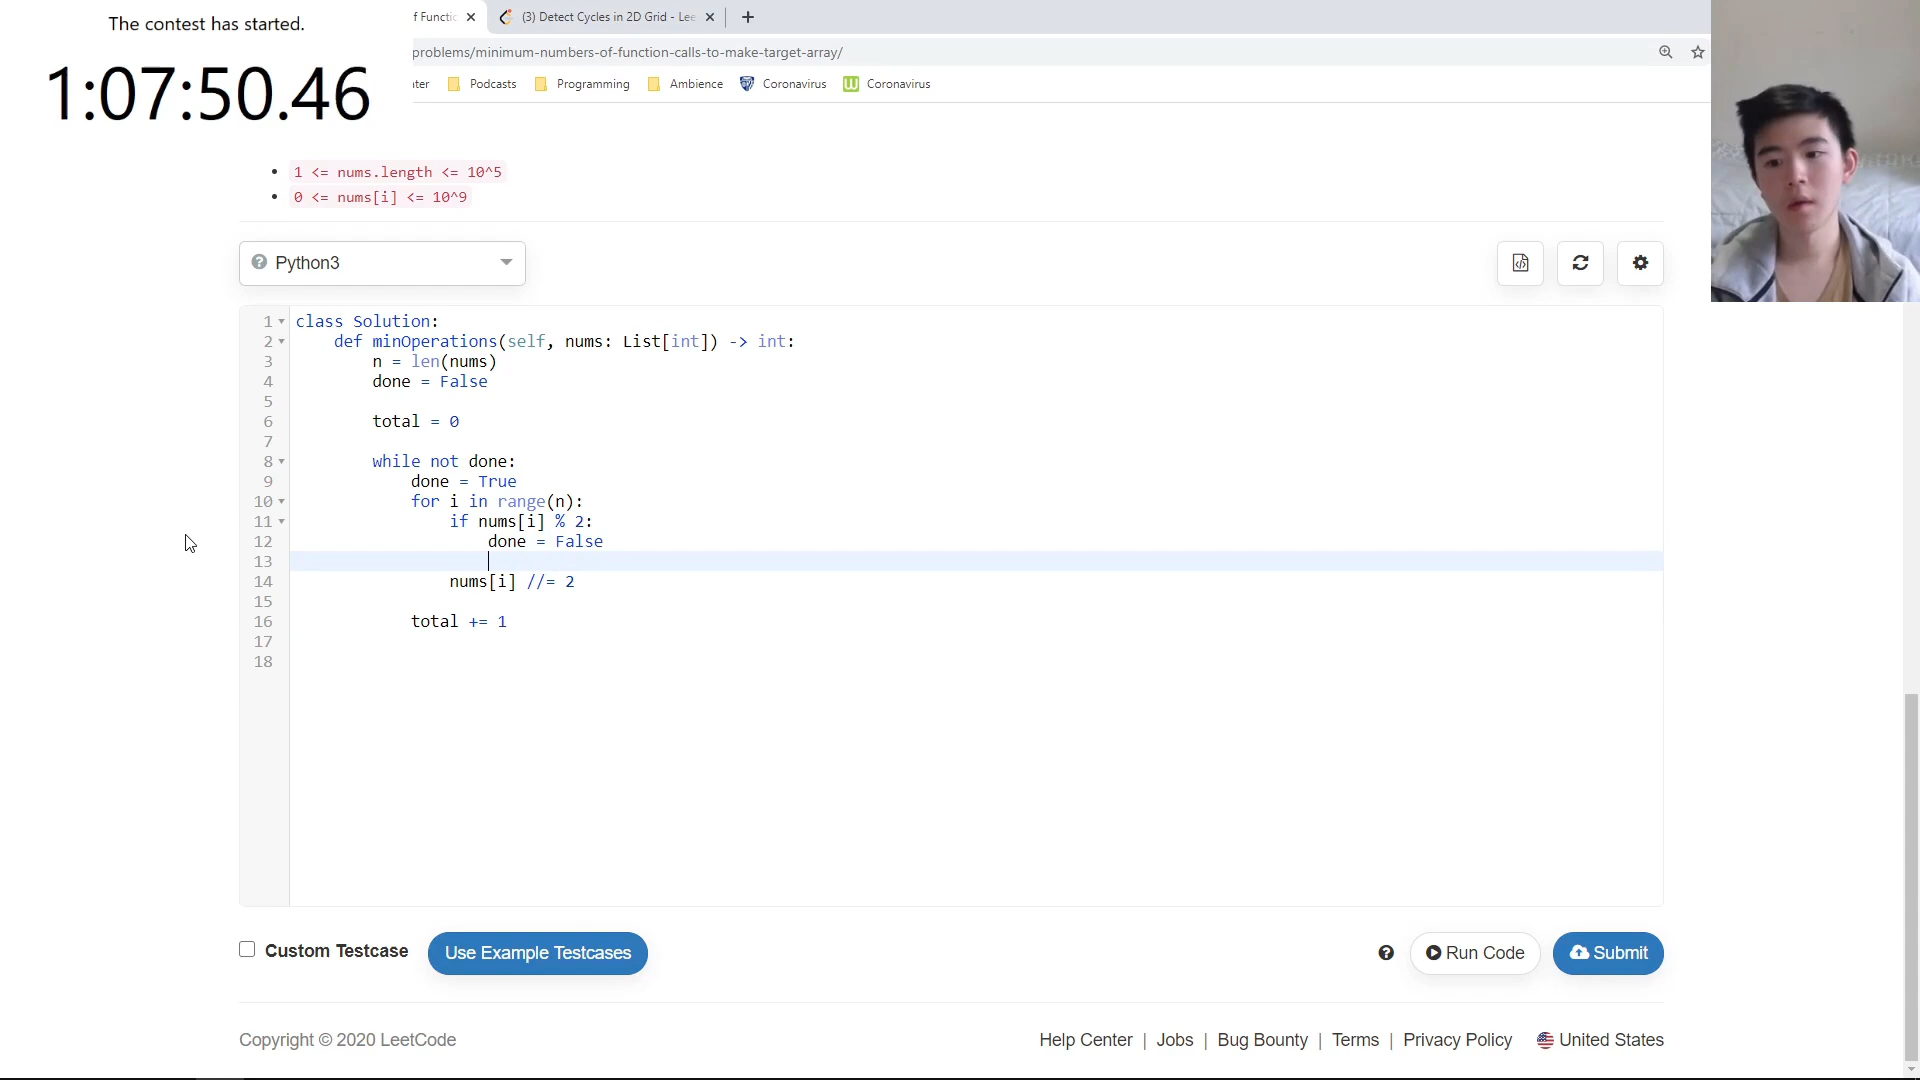 The contest has started.
1:07:50.46
f Functio
(3) Detect Cycles in 2D Grid - Lee
problems/minimum-numbers-of-function-calls-to-make-target-array/
ter
Podcasts
Programming
Ambience
Coronavirus
Coronavirus
1 <= nums.length <= 10^5
0 <= nums[i] <= 10^9
Python3
1 class Solution:
2     def minOperations(self, nums: List[int]) -> int:
3         n = len(nums)
4         done = False
5
6         total = 0
7
8         while not done:
9             done = True
10             for i in range(n):
11                 if nums[i] % 2:
12                     done = False
13
14                 nums[i] //= 2
15
16             total += 1
17
18
Custom Testcase
Use Example Testcases
Run Code
Submit
Copyright © 2020 LeetCode
Help Center | Jobs | Bug Bounty | Terms | Privacy Policy
United States